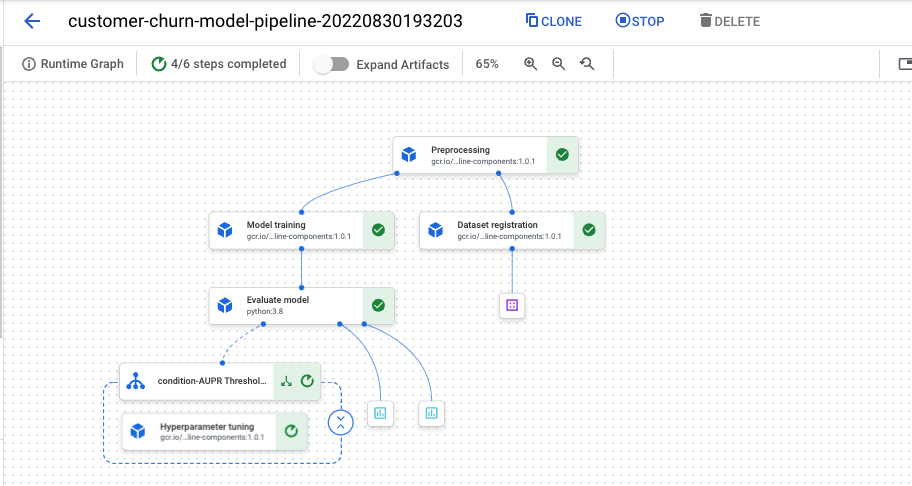 customer-churn-model-pipeline-20220830193203
CLONE
STOP
DELETE
Runtime Graph
4/6 steps completed
Expand Artifacts
65%
Preprocessing
gcr.io/...line-components:1.0.1
Model training
gcr.io/...line-components:1.0.1
Dataset registration
gcr.io/...line-components:1.0.1
Evaluate model
python:3.8
condition-AUPR Threshol...
Hyperparameter tuning
gcr.io/...line-components:1.0.1